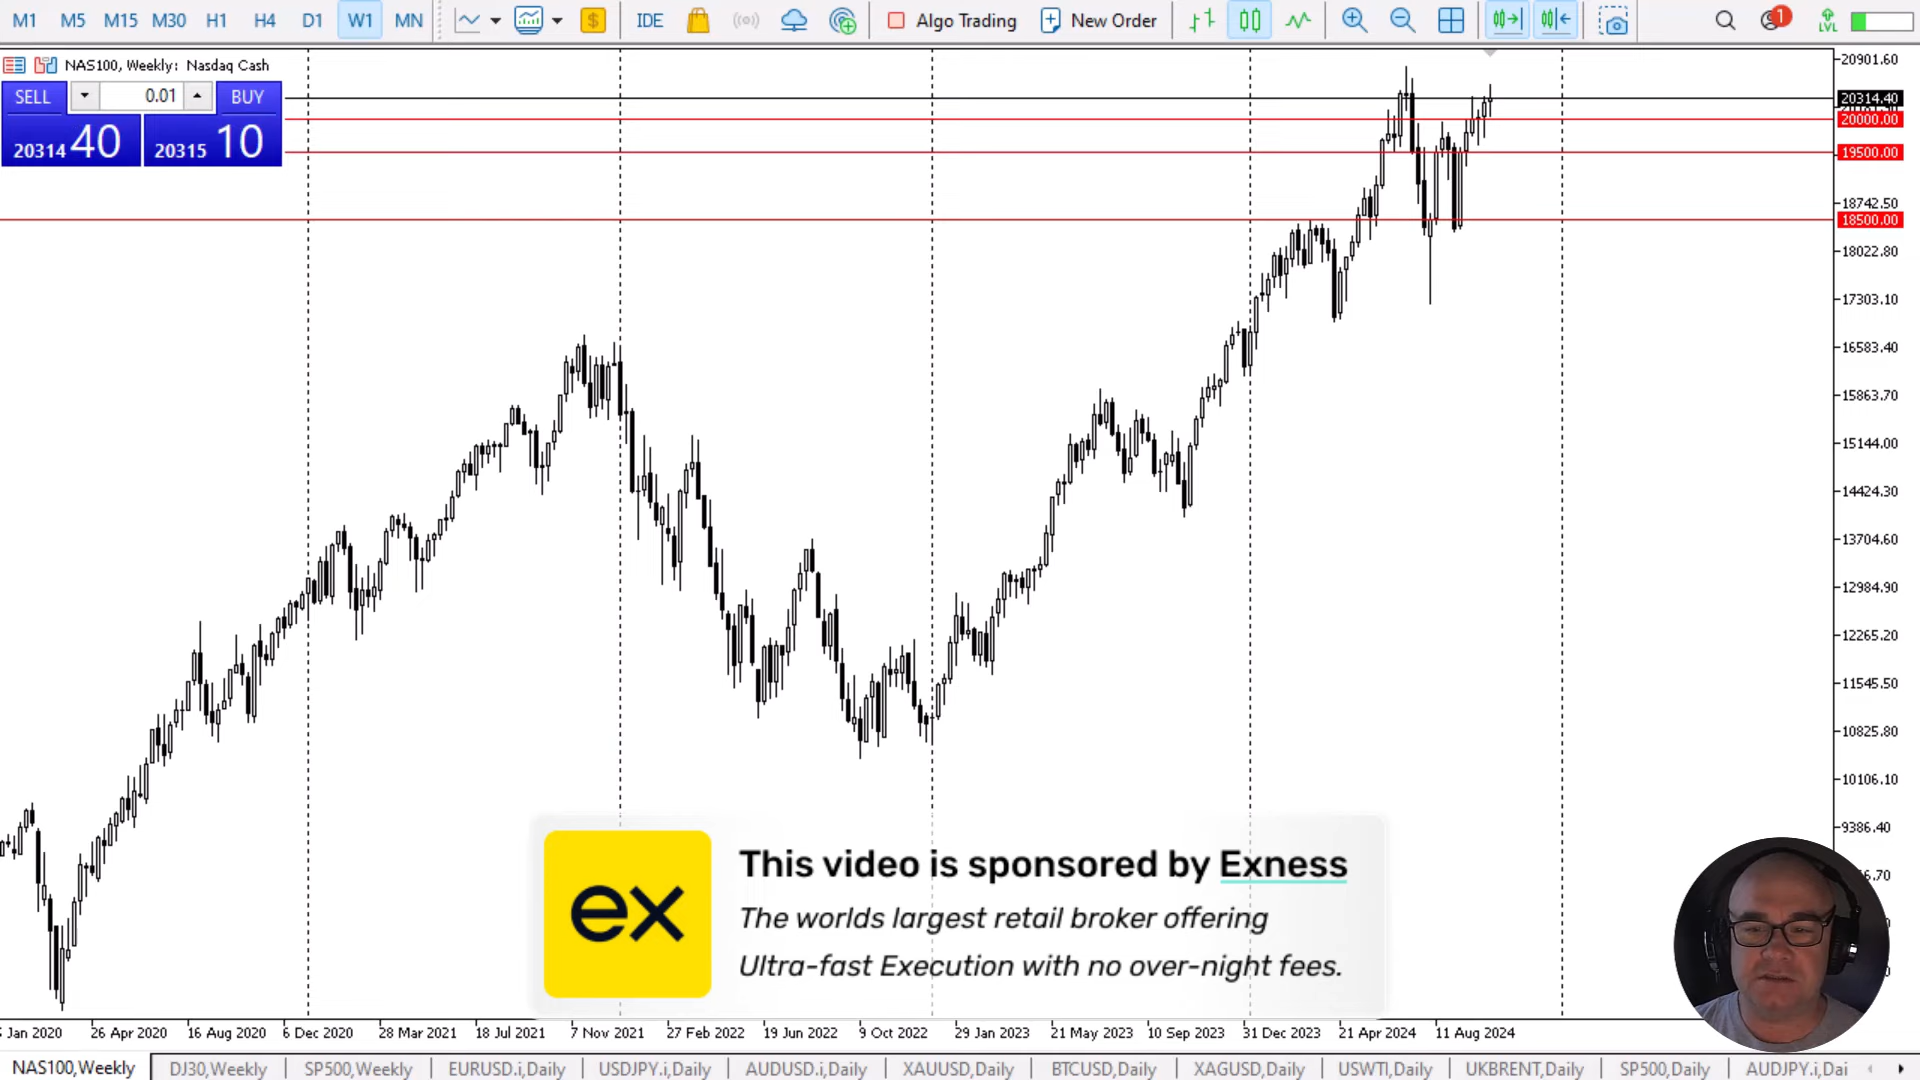 M1 M5 M15 M30 H1 H4 D1 W1 MN IDE Algo Trading New Order 1 LVL
NAS100, Weekly: Nasdaq Cash
SELL 0.01 BUY
20314 40 20315 10
20901.60
20314.40
20000.00
19500.00
18742.50
18500.00
18022.80
17303.10
16583.40
15863.70
15144.00
14424.30
13704.60
12984.90
12265.20
11545.50
10825.80
10106.10
9386.40
ex
This video is sponsored by Exness
The worlds largest retail broker offering
Ultra-fast Execution with no over-night fees.
Jan 2020 26 Apr 2020 16 Aug 2020 6 Dec 2020 28 Mar 2021 18 Jul 2021 7 Nov 2021 27 Feb 2022 19 Jun 2022 9 Oct 2022 29 Jan 2023 21 May 2023 10 Sep 2023 31 Dec 2023 21 Apr 2024 11 Aug 2024
NAS100,Weekly DJ30,Weekly SP500,Weekly EURUSD.i,Daily USDJPY.i,Daily AUDUSD.i,Daily XAUUSD,Daily BTCUSD,Daily XAGUSD,Daily USWTI,Daily UKBRENT,Daily SP500,Daily AUDJPY.i,Dai